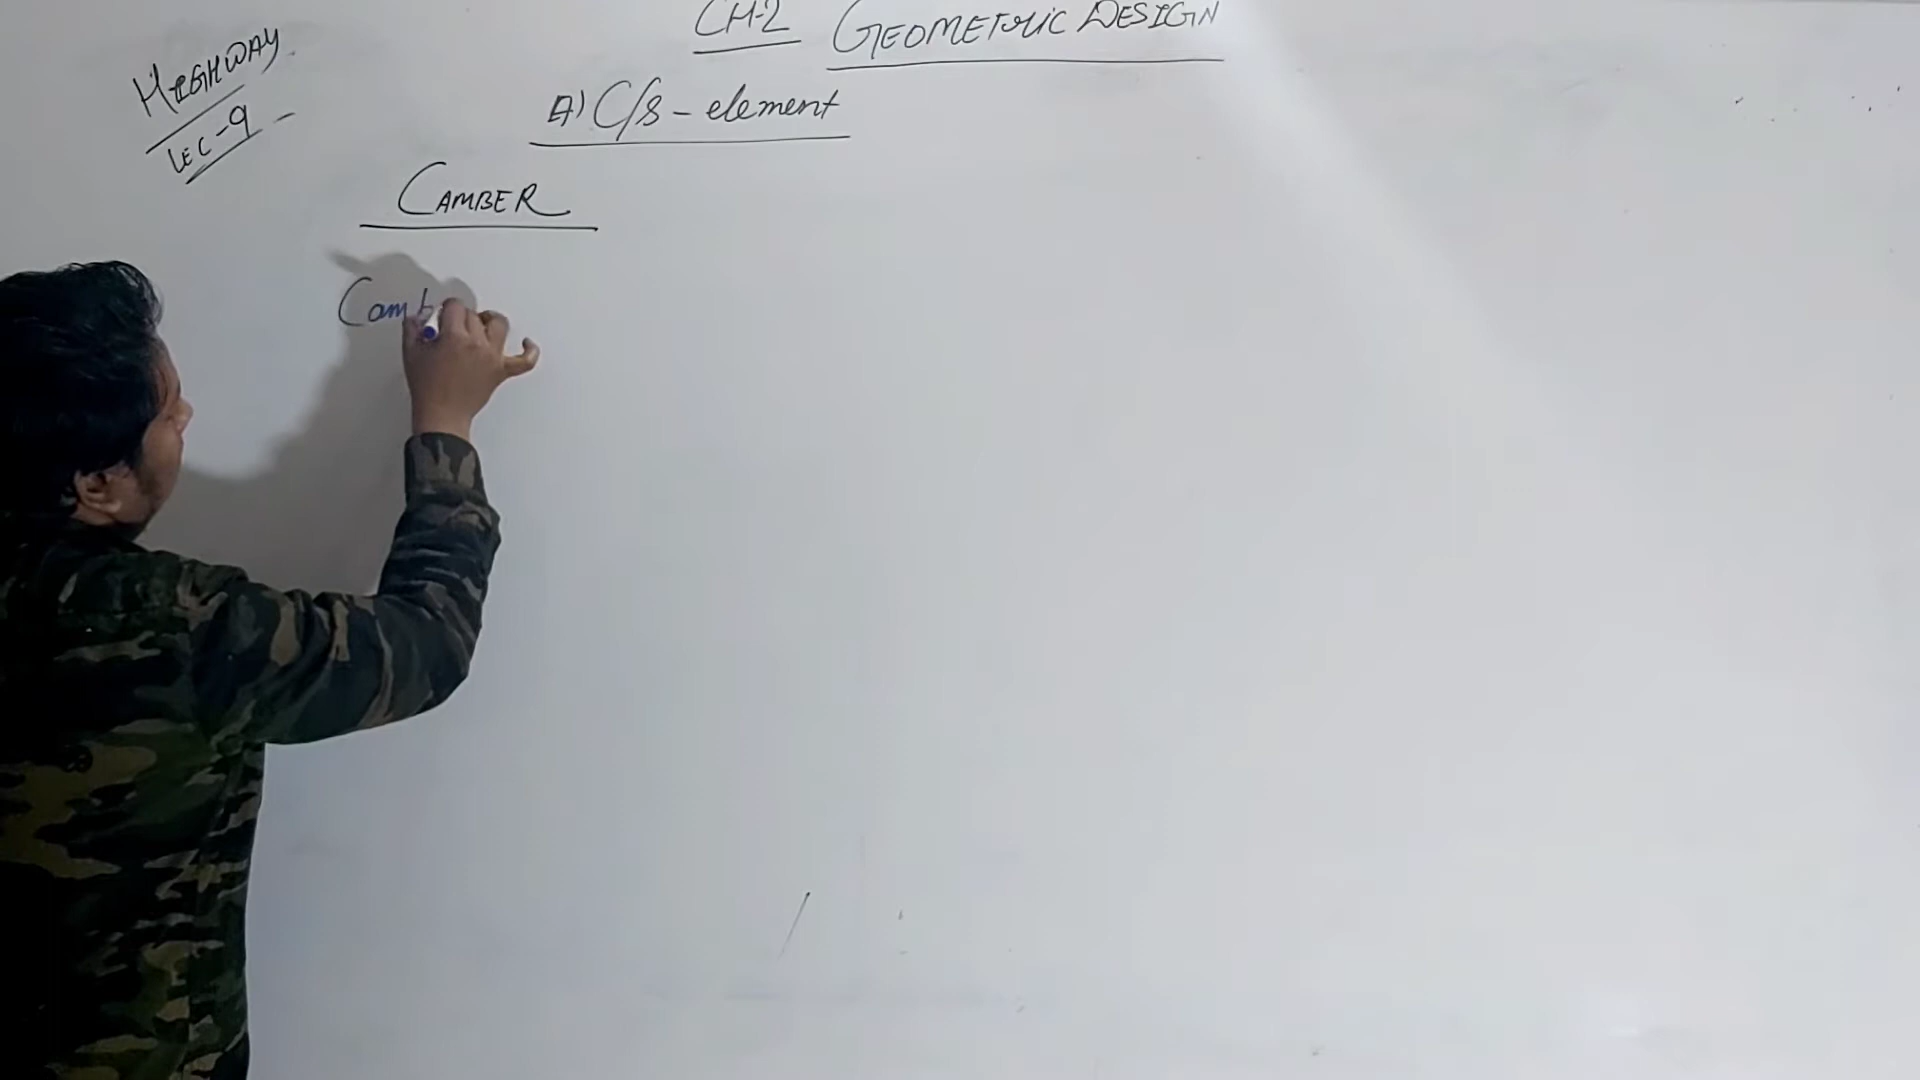 CH-2 GEOMETRIC DESIGN
HIGHWAY
LEC-9
A) C/S - element
CAMBER
Camb